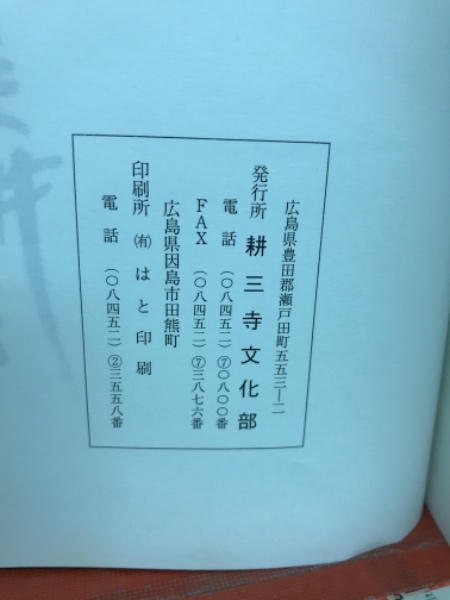 広島県豊田郡瀬戸田町五五三―二
発行所 耕三寺文化部
電話 (〇八四五二)⑦〇八〇〇番
FAX (〇八四五二)⑦三八七六番
広島県因島市田熊町
印刷所 ㈲はと印刷
電話 (〇八四五二)②三五五八番